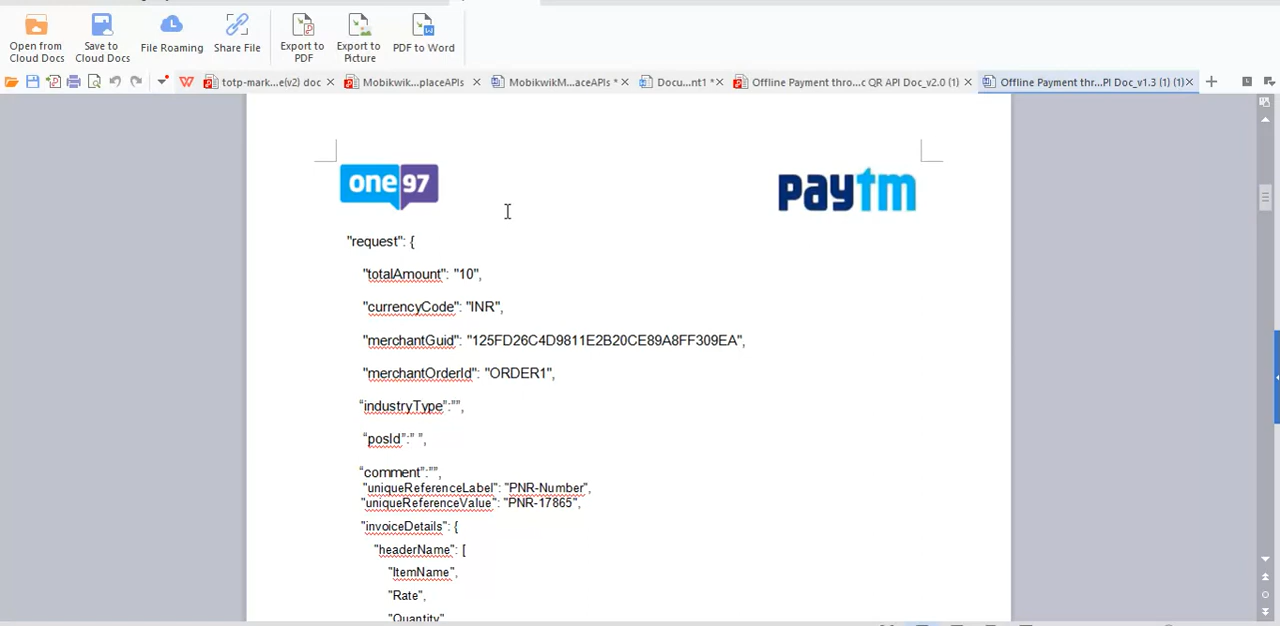 Open from Cloud Docs
Save to Cloud Docs
File Roaming
Share File
Export to PDF
Export to Picture
PDF to Word
totp-mark...e(v2) doc
Mobikwik...placeAPIs
MobikwikM...aceAPIs *
Docu...nt1 *
Offline Payment thro...c QR API Doc_v2.0 (1)
Offline Payment thr...PI Doc_v1.3 (1) (1)
one97
paytm
"request": {
"totalAmount": "10",
"currencyCode": "INR",
"merchantGuid": "125FD26C4D9811E2B20CE89A8FF309EA",
"merchantOrderId": "ORDER1",
“industryType”:””,
“posId”:” ”,
“comment”:””,
"uniqueReferenceLabel": "PNR-Number",
"uniqueReferenceValue": "PNR-17865",
"invoiceDetails": {
"headerName": [
"ItemName",
"Rate",
"Quantity"